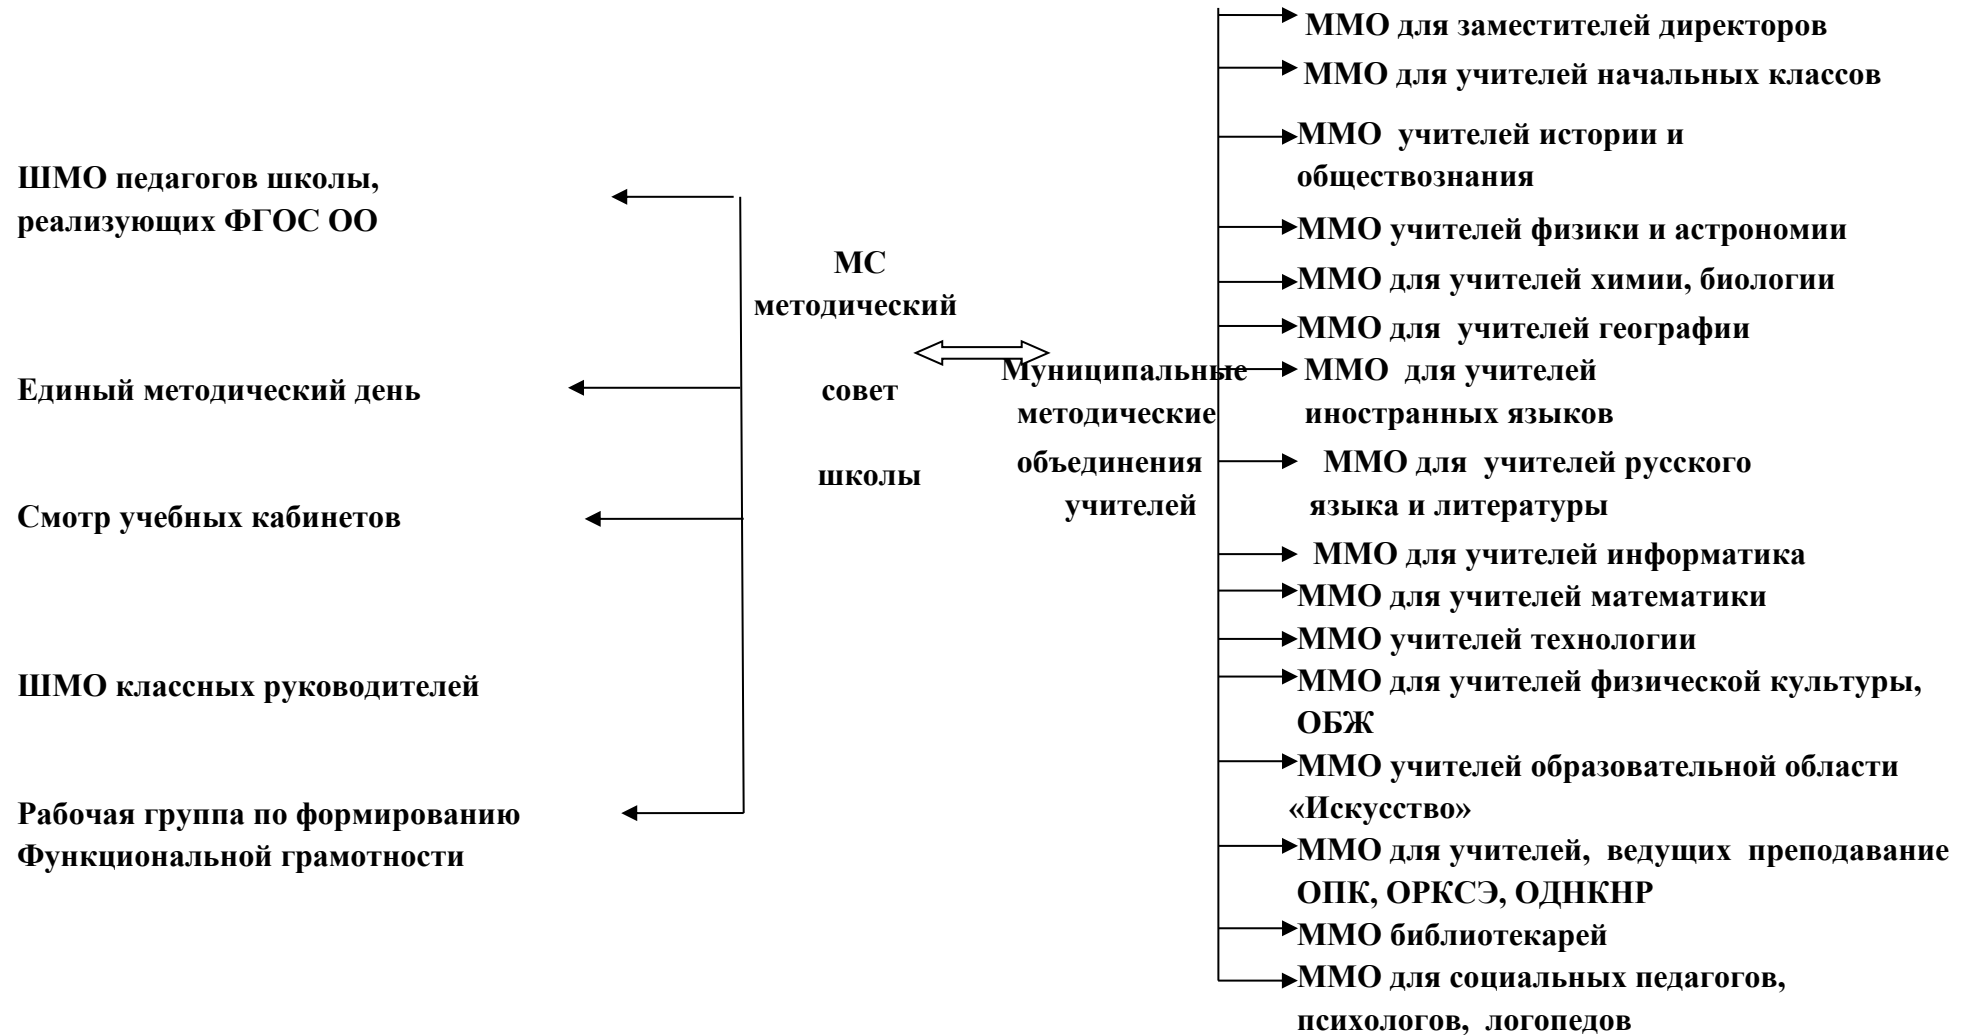 ШМО педагогов школы,
реализующих ФГОС ОО
Единый методический день
Смотр учебных кабинетов
ШМО классных руководителей
Рабочая группа по формированию
Функциональной грамотности
МС
методический
совет
школы
Муниципальные
методические
объединения
учителей
ММО для заместителей директоров
ММО для учителей начальных классов
ММО учителей истории и
обществознания
ММО учителей физики и астрономии
ММО для учителей химии, биологии
ММО для учителей географии
ММО для учителей
иностранных языков
ММО для учителей русского
языка и литературы
ММО для учителей информатика
ММО для учителей математики
ММО учителей технологии
ММО для учителей физической культуры,
ОБЖ
ММО учителей образовательной области
«Искусство»
ММО для учителей, ведущих преподавание
ОПК, ОРКСЭ, ОДНКНР
ММО библиотекарей
ММО для социальных педагогов,
психологов, логопедов